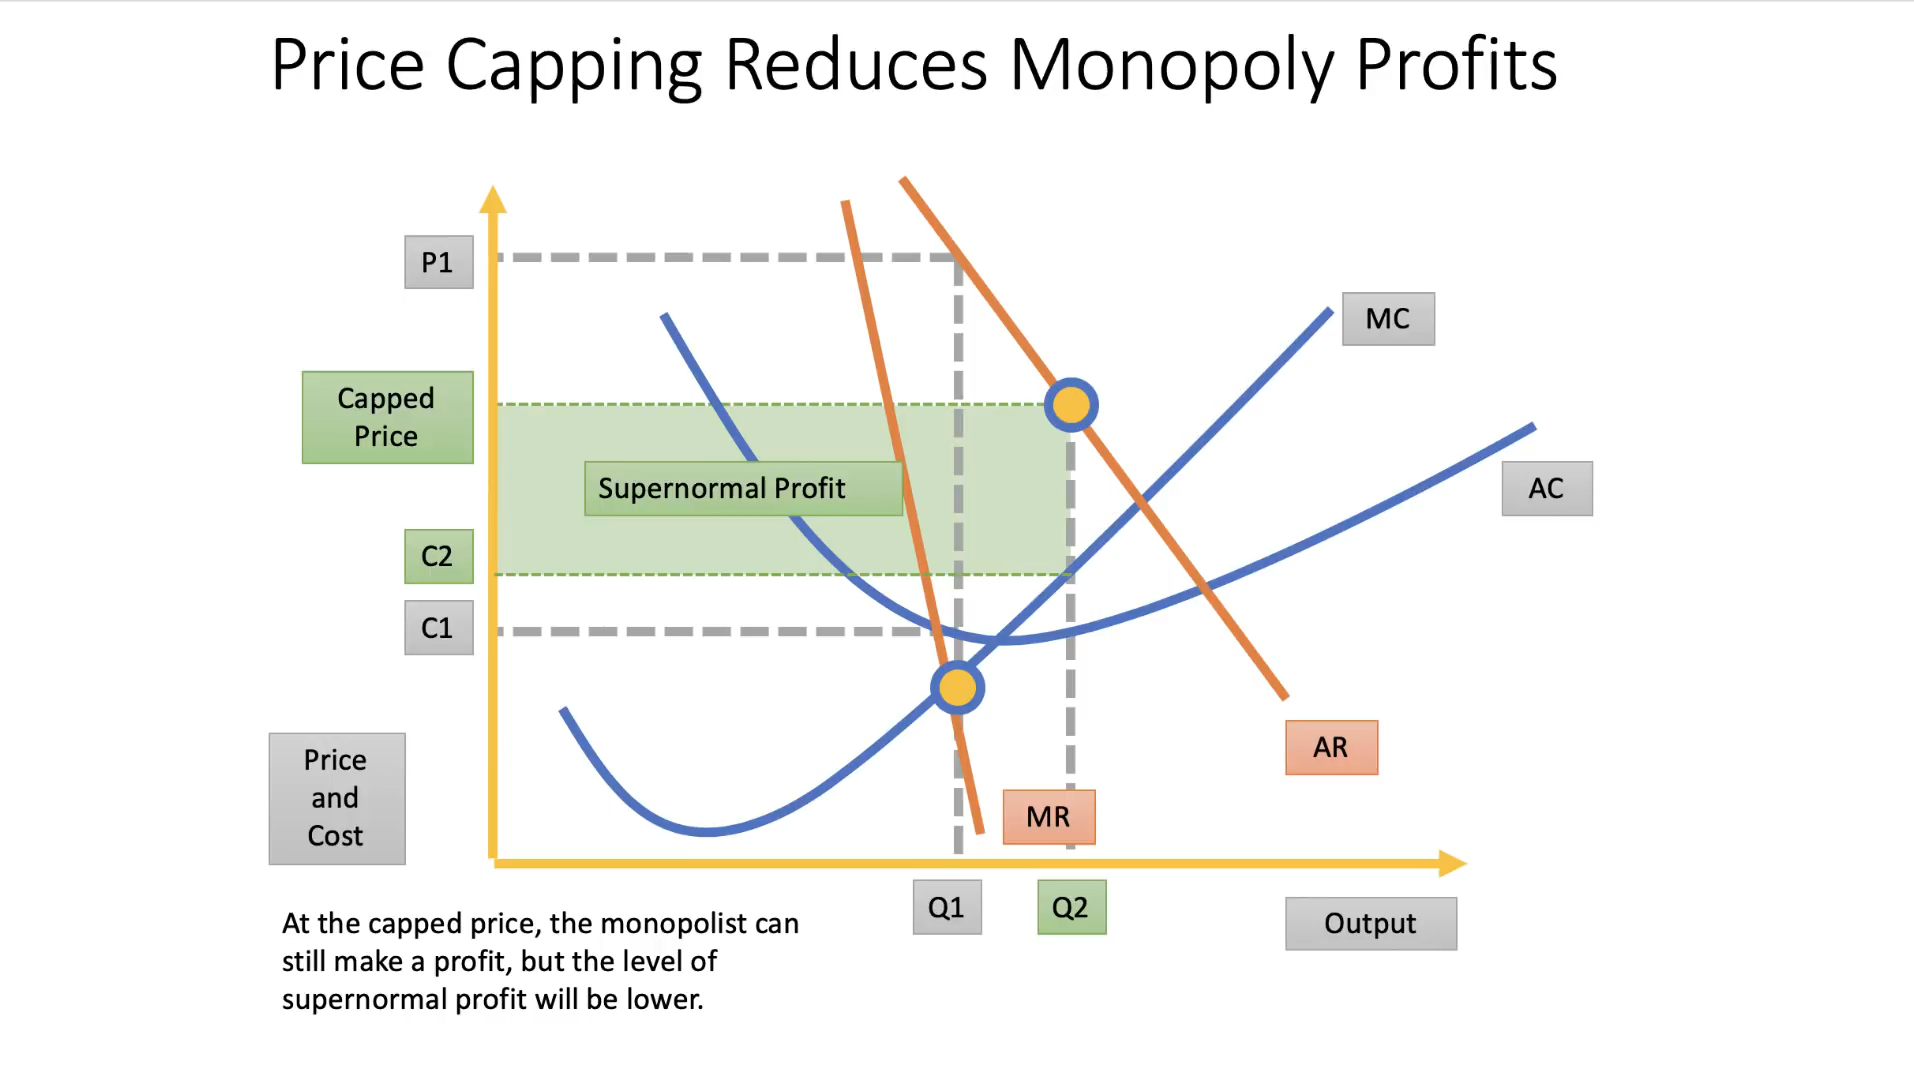 Price Capping Reduces Monopoly Profits
P1
MC
Capped
Price
Supernormal Profit
AC
C2
C1
AR
Price
and
Cost
MR
Q1
Q2
Output
At the capped price, the monopolist can
still make a profit, but the level of
supernormal profit will be lower.